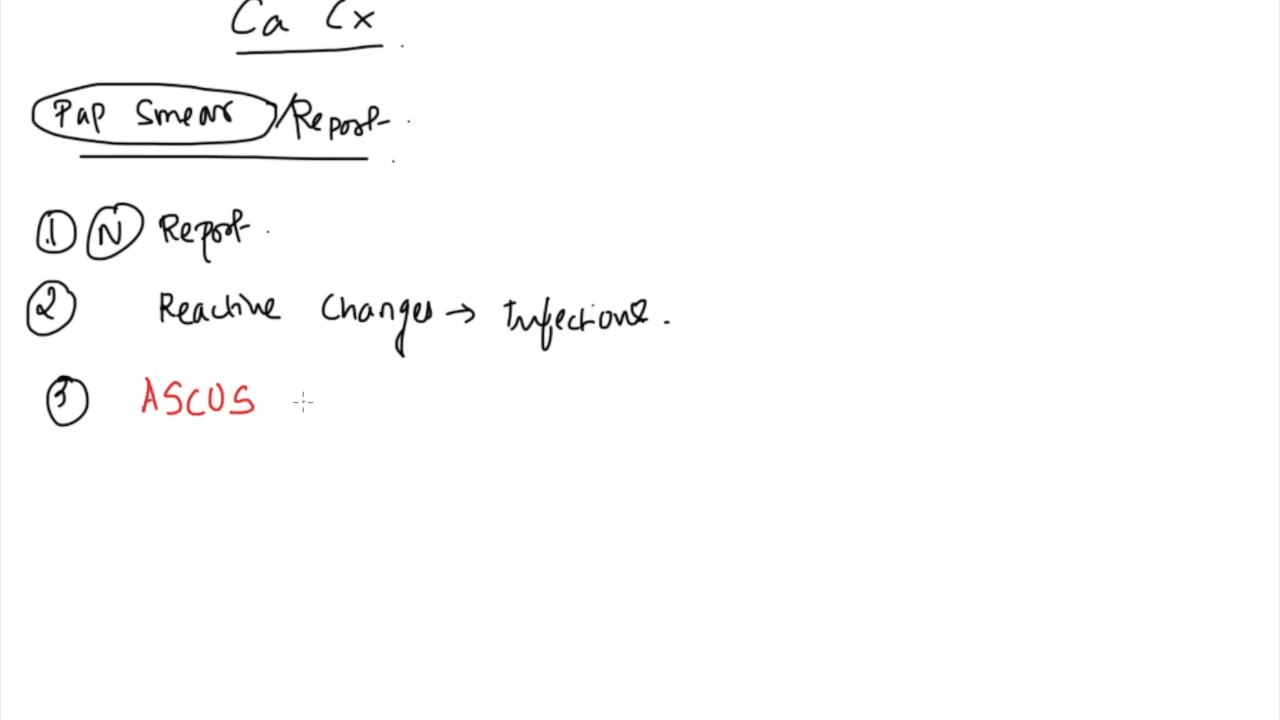 Ca Cx
Pap Smear/Report
1 N Report.
2 Reactive Changes → Infections.
3 ASCUS